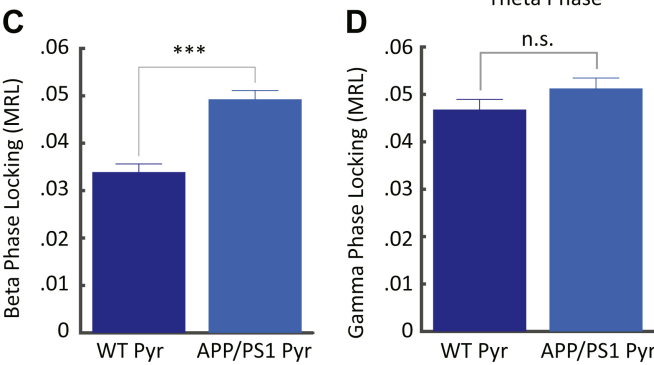 Theta Phase
C
Beta Phase Locking (MRL)
.06
.05
.04
.03
.02
.01
0
***
WT Pyr
APP/PS1 Pyr
D
Gamma Phase Locking (MRL)
.06
.05
.04
.03
.02
.01
0
n.s.
WT Pyr
APP/PS1 Pyr